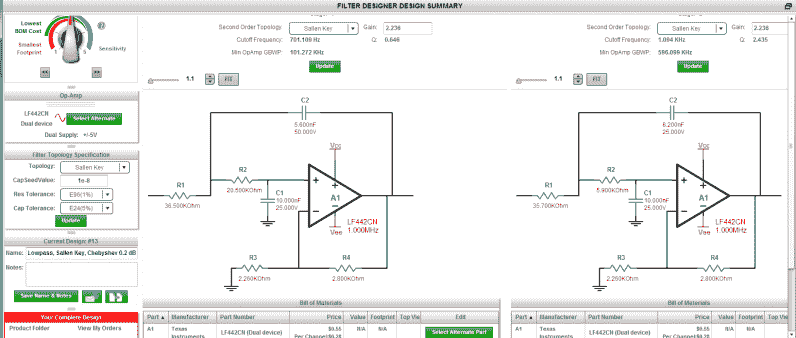 FILTER DESIGNER DESIGN SUMMARY
Lowest
BOM Cost
Smallest
Footprint
1
5
Sensitivity
Op-Amp
LF442CN
Dual device
Select Alternate
Dual Supply: +/-5V
Filter Topology Specification
Topology: Sallen Key
CapSeedValue: 1e-8
Res Tolerance: E96(1%)
Cap Tolerance: E24(5%)
Update
Current Design: #13
Name: Lowpass, Sallen Key, Chebyshev 0.2 dB
Notes:
Save Name & Notes
Your Complete Design
Product Folder View My Orders
Second Order Topology: Sallen Key Gain: 2.236
Cutoff Frequency: 701.109 Hz Q: 0.646
Min OpAmp GBWP: 101.272 KHz
Update
1.1 FIT
C2
5.600nF
50.000V
R1
36.500KOhm
R2
20.500KOhm
C1
10.000nF
25.000V
Vcc
A1
Vee
LF442CN
1.000MHz
R3
2.260KOhm
R4
2.800KOhm
Bill of Materials
Part Manufacturer Part Number Price Value Footprint Top Vie Edit
A1 Texas Instruments LF442CN (Dual device) $0.55 Per Channel:$0.28 N/A N/A Select Alternate Part
Second Order Topology: Sallen Key Gain: 2.236
Cutoff Frequency: 1.094 KHz Q: 2.435
Min OpAmp GBWP: 596.099 KHz
Update
1.1 FIT
C2
6.200nF
25.000V
R1
35.700KOhm
R2
5.900KOhm
C1
10.000nF
25.000V
Vcc
A1
Vee
LF442CN
1.000MHz
R3
2.260KOhm
R4
2.800KOhm
Bill of Materials
Part Manufacturer Part Number Price Value Footprint Top
A1 Texas Instruments LF442CN (Dual device) $0.55 Per Channel:$0.28 N/A N/A